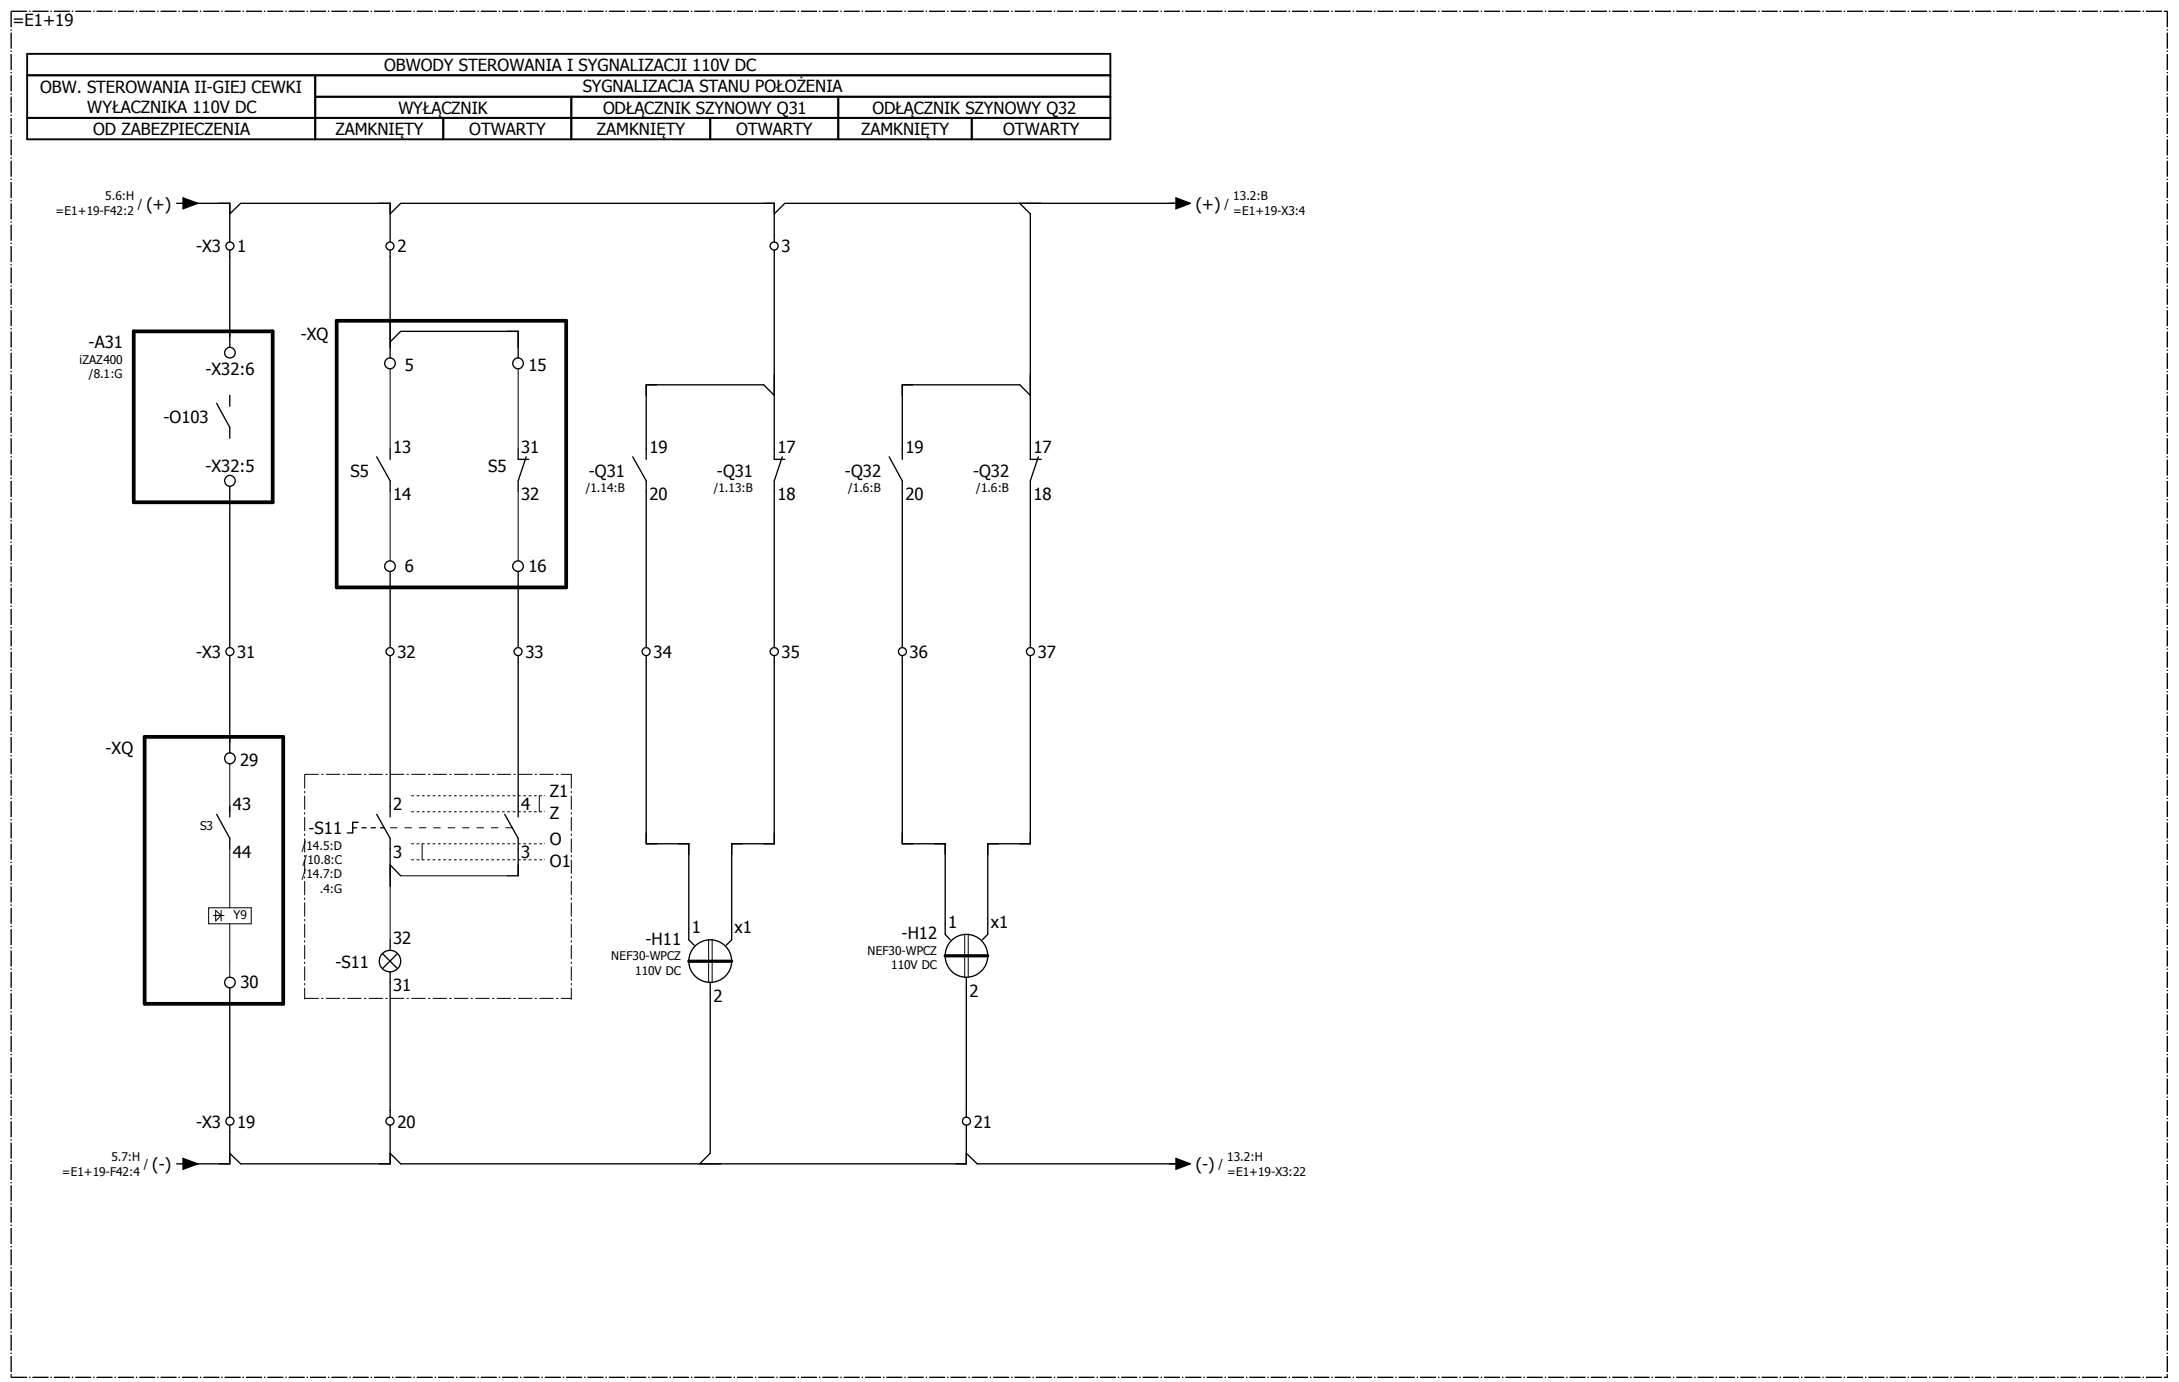 =E1+19
OBWODY STEROWANIA I SYGNALIZACJI 110V DC
OBW. STEROWANIA II-GIEJ CEWKI
WYŁACZNIKA 110V DC
SYGNALIZACJA STANU POŁOŻENIA
WYŁĄCZNIK
ODŁĄCZNIK SZYNOWY Q31
ODŁĄCZNIK SZYNOWY Q32
OD ZABEZPIECZENIA
ZAMKNIĘTY
OTWARTY
ZAMKNIĘTY
OTWARTY
ZAMKNIĘTY
OTWARTY
5.6:H
=E1+19-F42:2
/ (+)
(+) /
13.2:B
=E1+19-X3:4
-X3
1
2
3
-A31
iZAZ400
/8.1:G
-X32:6
-O103
-X32:5
-XQ
5
15
13
S5
14
31
S5
32
6
16
19
-Q31
/1.14:B
20
17
-Q31
/1.13:B
18
19
-Q32
/1.6:B
20
17
-Q32
/1.6:B
18
-X3
31
32
33
34
35
36
37
-XQ
29
43
S3
44
Y9
30
2
4
Z1
Z
-S11
O
3
3
O1
/14.5:D
/10.8:C
/14.7:D
.4:G
32
-S11
31
1
x1
-H11
NEF30-WPCZ
110V DC
2
1
x1
-H12
NEF30-WPCZ
110V DC
2
-X3
19
20
21
5.7:H
=E1+19-F42:4
/ (-)
(-) /
13.2:H
=E1+19-X3:22